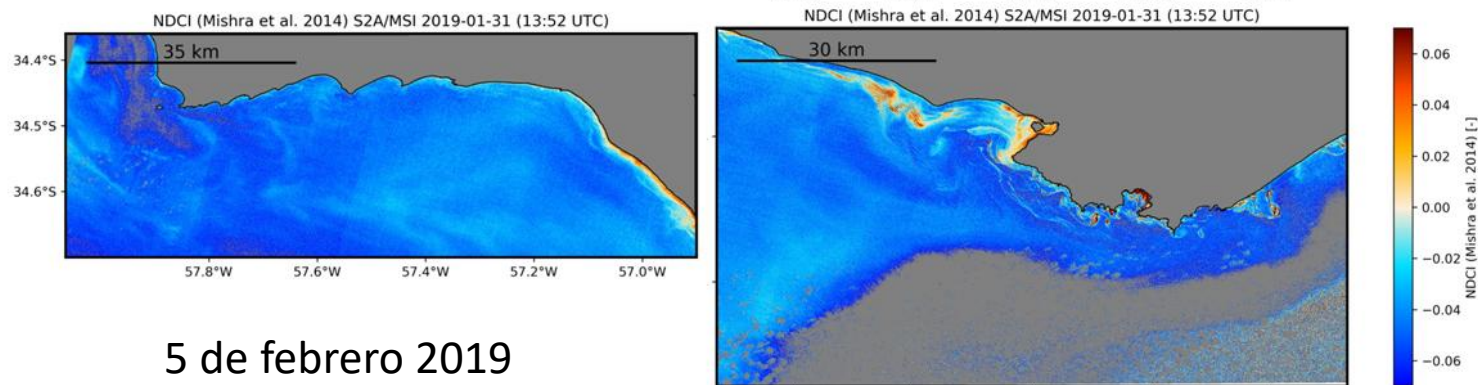 NDCI (Mishra et al. 2014) S2A/MSI 2019-01-31 (13:52 UTC)
35 km
34.4°S
34.5°S
34.6°S
57.8°W 57.6°W 57.4°W 57.2°W 57.0°W
NDCI (Mishra et al. 2014) S2A/MSI 2019-01-31 (13:52 UTC)
30 km
0.06
0.04
0.02
0.00
−0.02
−0.04
−0.06
NDCI (Mishra et al. 2014) [-]
5 de febrero 2019